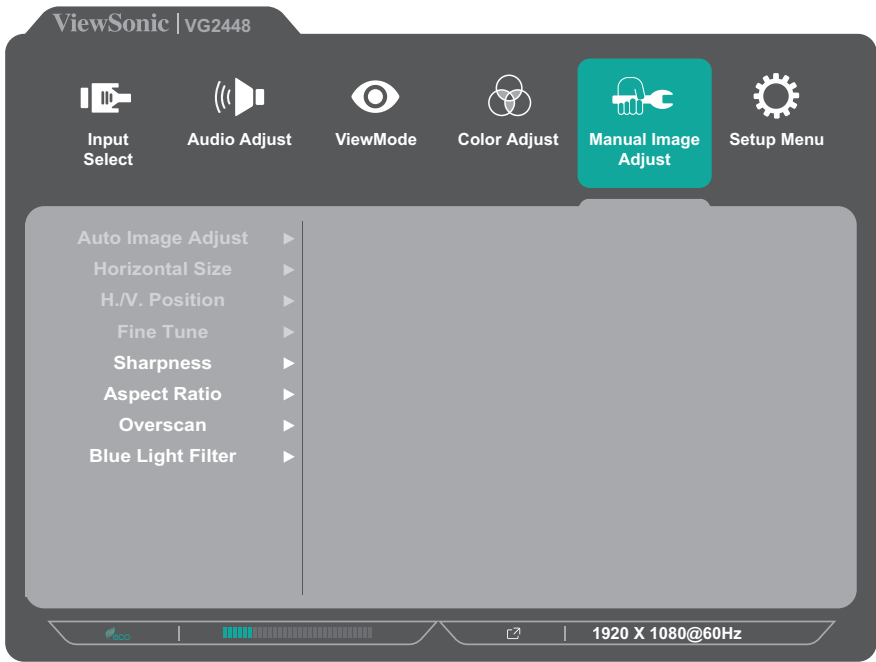 ViewSonic | VG2448
Input
Select
Audio Adjust
ViewMode
Color Adjust
Manual Image
Adjust
Setup Menu
Auto Image Adjust
Horizontal Size
H./V. Position
Fine Tune
Sharpness
Aspect Ratio
Overscan
Blue Light Filter
eco
1920 X 1080@60Hz